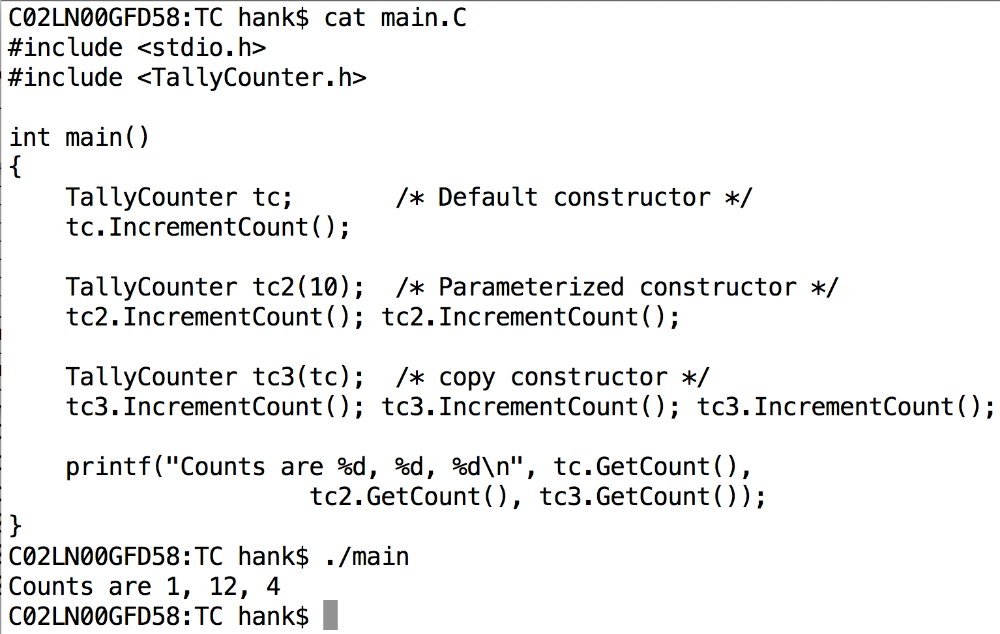 C02LN00GFD58:TC hank$ cat main.C
#include <stdio.h>
#include <TallyCounter.h>

int main()
{
    TallyCounter tc;       /* Default constructor */
    tc.IncrementCount();

    TallyCounter tc2(10);  /* Parameterized constructor */
    tc2.IncrementCount(); tc2.IncrementCount();

    TallyCounter tc3(tc);  /* copy constructor */
    tc3.IncrementCount(); tc3.IncrementCount(); tc3.IncrementCount();

    printf("Counts are %d, %d, %d\n", tc.GetCount(),
                     tc2.GetCount(), tc3.GetCount());
}
C02LN00GFD58:TC hank$ ./main
Counts are 1, 12, 4
C02LN00GFD58:TC hank$